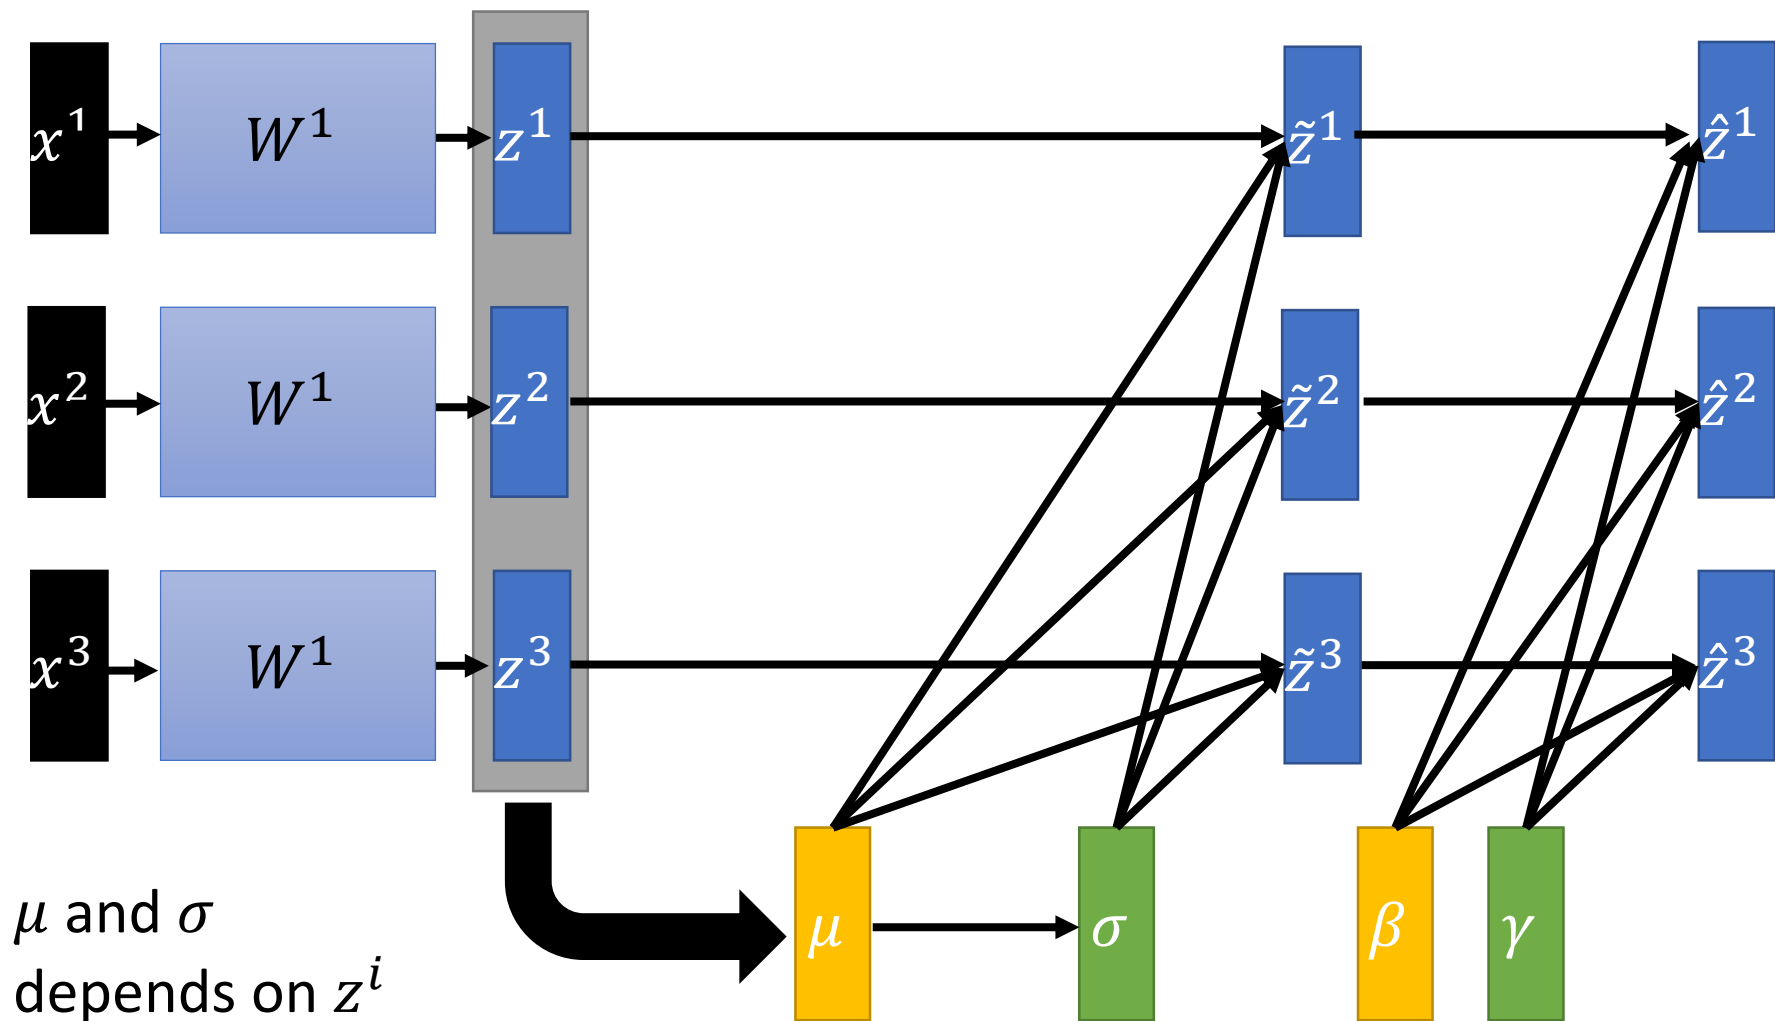 x¹ W¹ z¹ z̃¹ ẑ¹
x² W¹ z² z̃² ẑ²
x³ W¹ z³ z̃³ ẑ³
μ σ β γ
μ and σ
depends on zⁱ